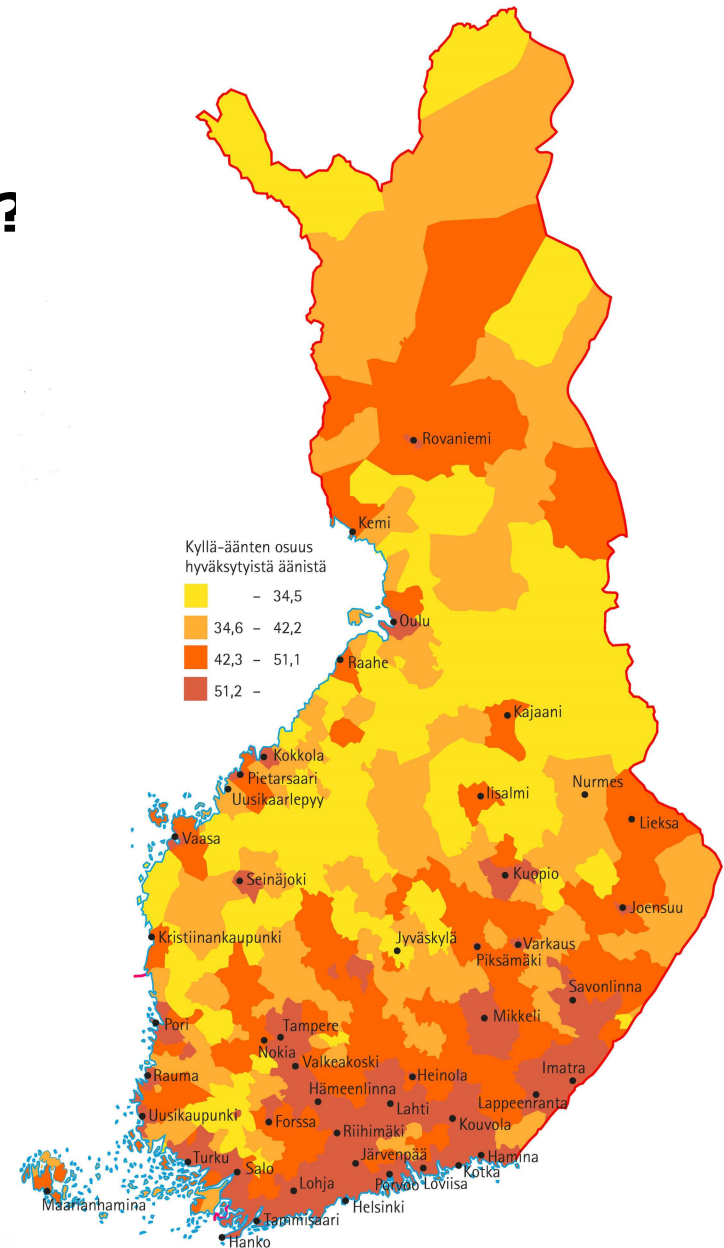 ?
Rovaniemi
Kemi
Kyllä-äänten osuus
hyväksytyistä äänistä
– 34,5
34,6 – 42,2
42,3 – 51,1
51,2 –
Oulu
Raahe
Kajaani
Kokkola
Pietarsaari
Uusikaarlepyy
Iisalmi
Nurmes
Lieksa
Vaasa
Seinäjoki
Kuopio
Joensuu
Kristiinankaupunki
Jyväskylä
Varkaus
Piksämäki
Savonlinna
Pori
Tampere
Mikkeli
Nokia
Valkeakoski
Imatra
Rauma
Heinola
Hämeenlinna
Lappeenranta
Lahti
Uusikaupunki
Forssa
Kouvola
Riihimäki
Turku
Järvenpää
Hamina
Salo
Kotka
Porvoo
Loviisa
Lohja
Maarianhamina
Helsinki
Tammisaari
Hanko